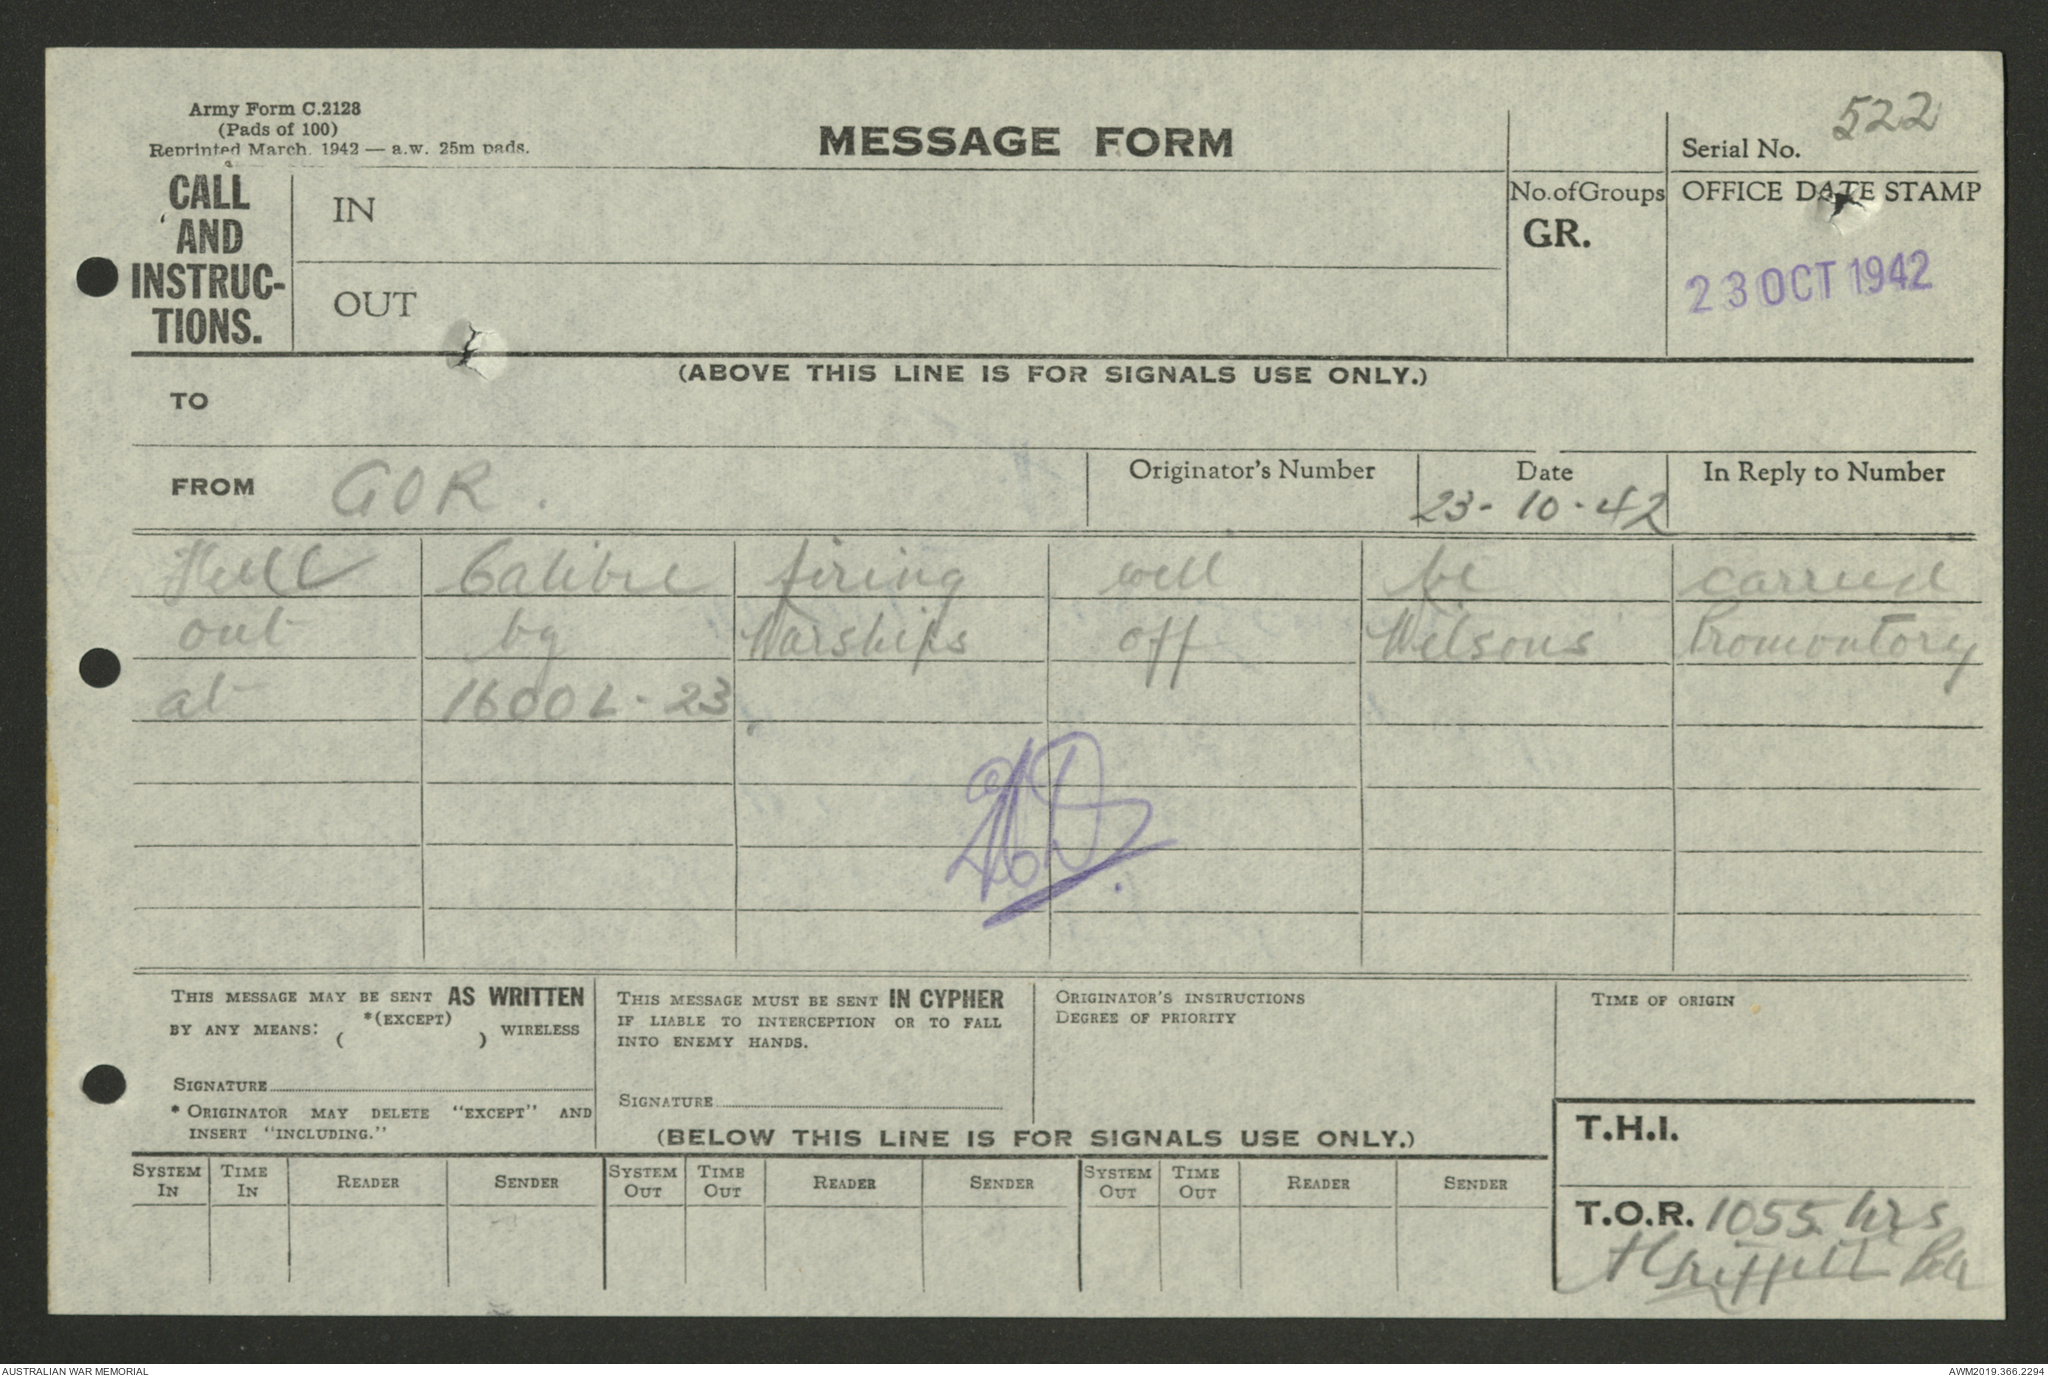 Army Form C.2128
(Pads of 100)
Reprinted March, 1942 — a.w. 25m pads.
MESSAGE FORM
Serial No. 522
CALL
AND
INSTRUC-
TIONS.
IN
OUT
No. of Groups
GR.
OFFICE DATE STAMP
23 OCT 1942
(ABOVE THIS LINE IS FOR SIGNALS USE ONLY.)
TO
FROM GOR.
Originator's Number
Date
23-10-42
In Reply to Number
Full Calibre firing will be carried
out by Warships off Wilsons Promontory
at 1600L-23.
THIS MESSAGE MAY BE SENT AS WRITTEN
BY ANY MEANS: *(EXCEPT) WIRELESS
( )
SIGNATURE
* ORIGINATOR MAY DELETE "EXCEPT" AND
INSERT "INCLUDING."
THIS MESSAGE MUST BE SENT IN CYPHER
IF LIABLE TO INTERCEPTION OR TO FALL
INTO ENEMY HANDS.
SIGNATURE
ORIGINATOR'S INSTRUCTIONS
DEGREE OF PRIORITY
TIME OF ORIGIN
(BELOW THIS LINE IS FOR SIGNALS USE ONLY.)
T.H.I.
SYSTEM IN TIME IN READER SENDER SYSTEM OUT TIME OUT READER SENDER SYSTEM OUT TIME OUT READER SENDER
T.O.R. 1055 hrs
AUSTRALIAN WAR MEMORIAL
AWM2019.366.2294